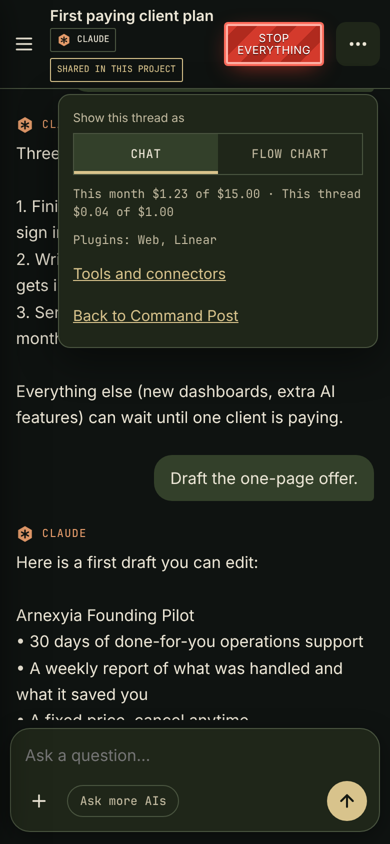 First paying client plan
CLAUDE
SHARED IN THIS PROJECT
STOP
EVERYTHING
Show this thread as
CHAT
FLOW CHART
This month $1.23 of $15.00 · This thread
$0.04 of $1.00
Plugins: Web, Linear
Tools and connectors
Back to Command Post
CL
Three
1. Fini
sign i
2. Wri
gets i
3. Ser
month
Everything else (new dashboards, extra AI
features) can wait until one client is paying.
Draft the one-page offer.
CLAUDE
Here is a first draft you can edit:
Arnexyia Founding Pilot
• 30 days of done-for-you operations support
• A weekly report of what was handled and
what it saved you
• A fixed price, cancel anytime
Ask a question...
Ask more AIs